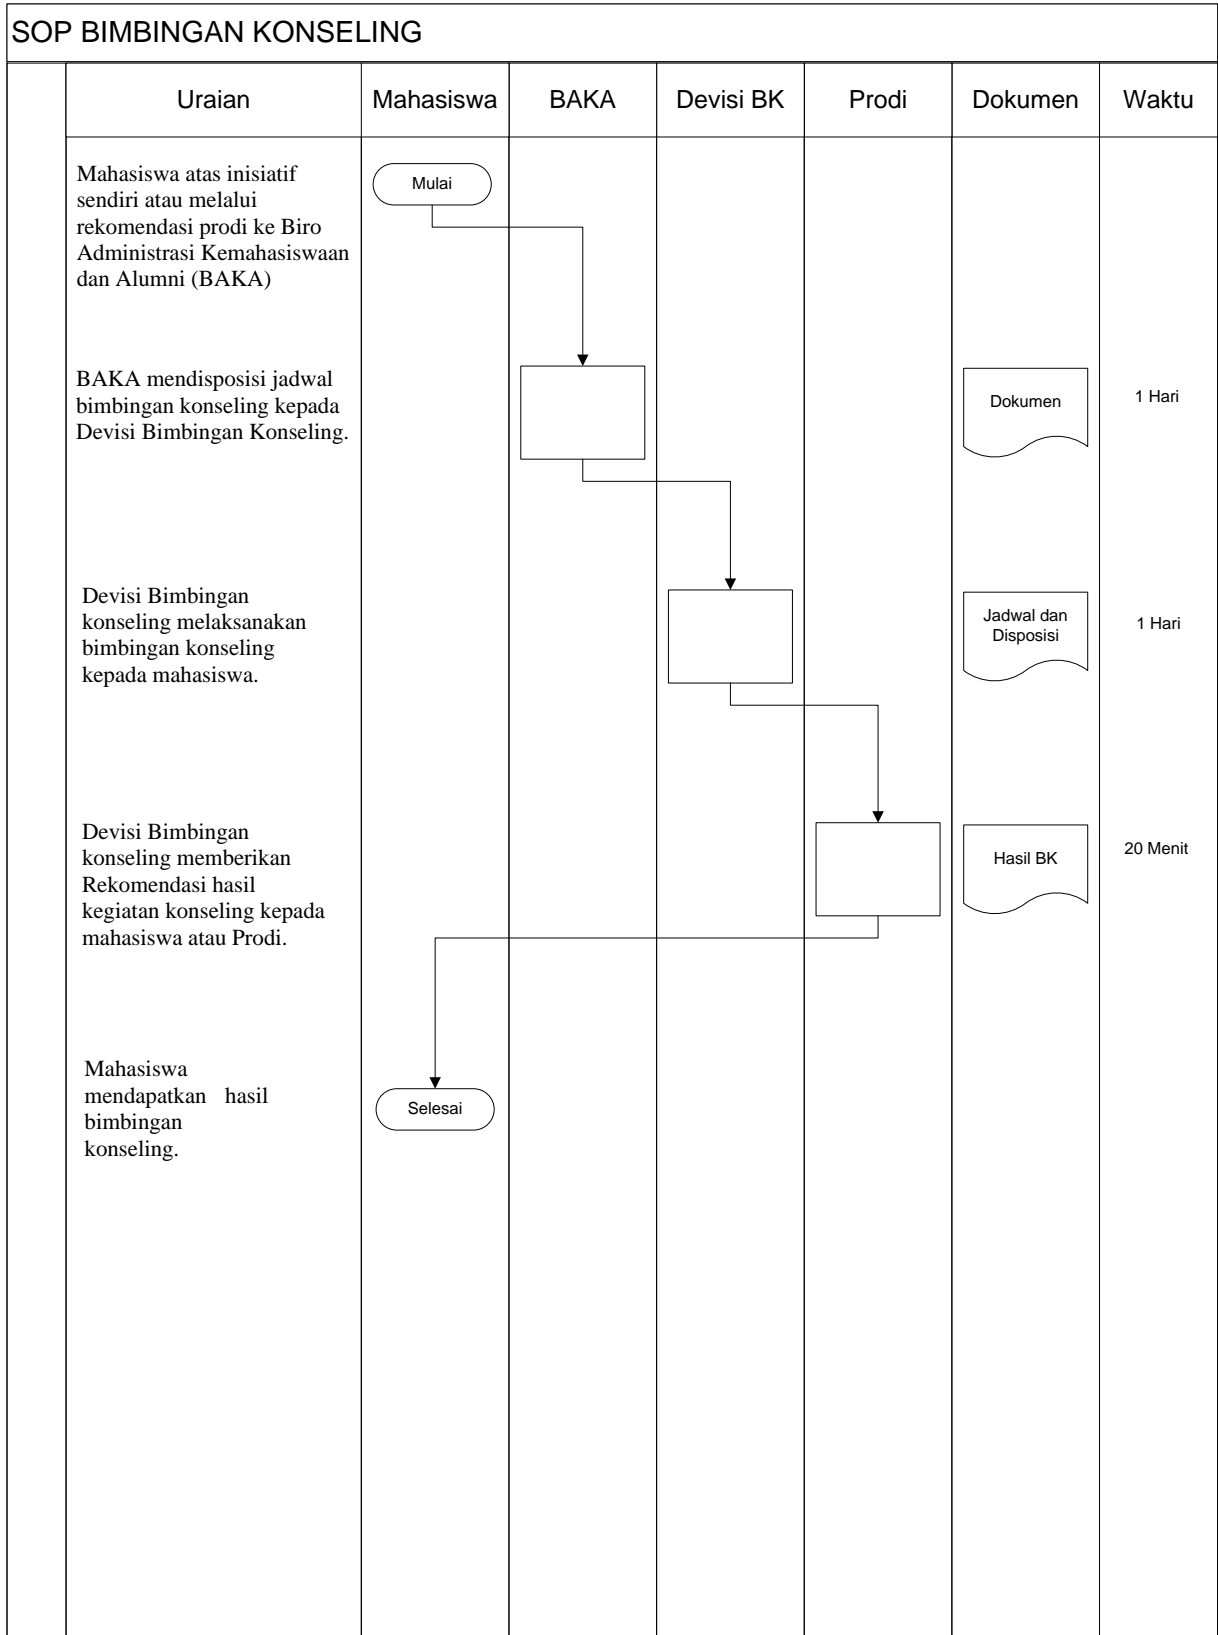 SOP BIMBINGAN KONSELING
Uraian Mahasiswa BAKA Devisi BK Prodi Dokumen Waktu
Mahasiswa atas inisiatif
sendiri atau melalui
rekomendasi prodi ke Biro
Administrasi Kemahasiswaan
dan Alumni (BAKA)
Mulai
BAKA mendisposisi jadwal
bimbingan konseling kepada
Devisi Bimbingan Konseling.
Dokumen
1 Hari
Devisi Bimbingan
konseling melaksanakan
bimbingan konseling
kepada mahasiswa.
Jadwal dan
Disposisi
1 Hari
Devisi Bimbingan
konseling memberikan
Rekomendasi hasil
kegiatan konseling kepada
mahasiswa atau Prodi.
Hasil BK
20 Menit
Mahasiswa
mendapatkan hasil
bimbingan
konseling.
Selesai